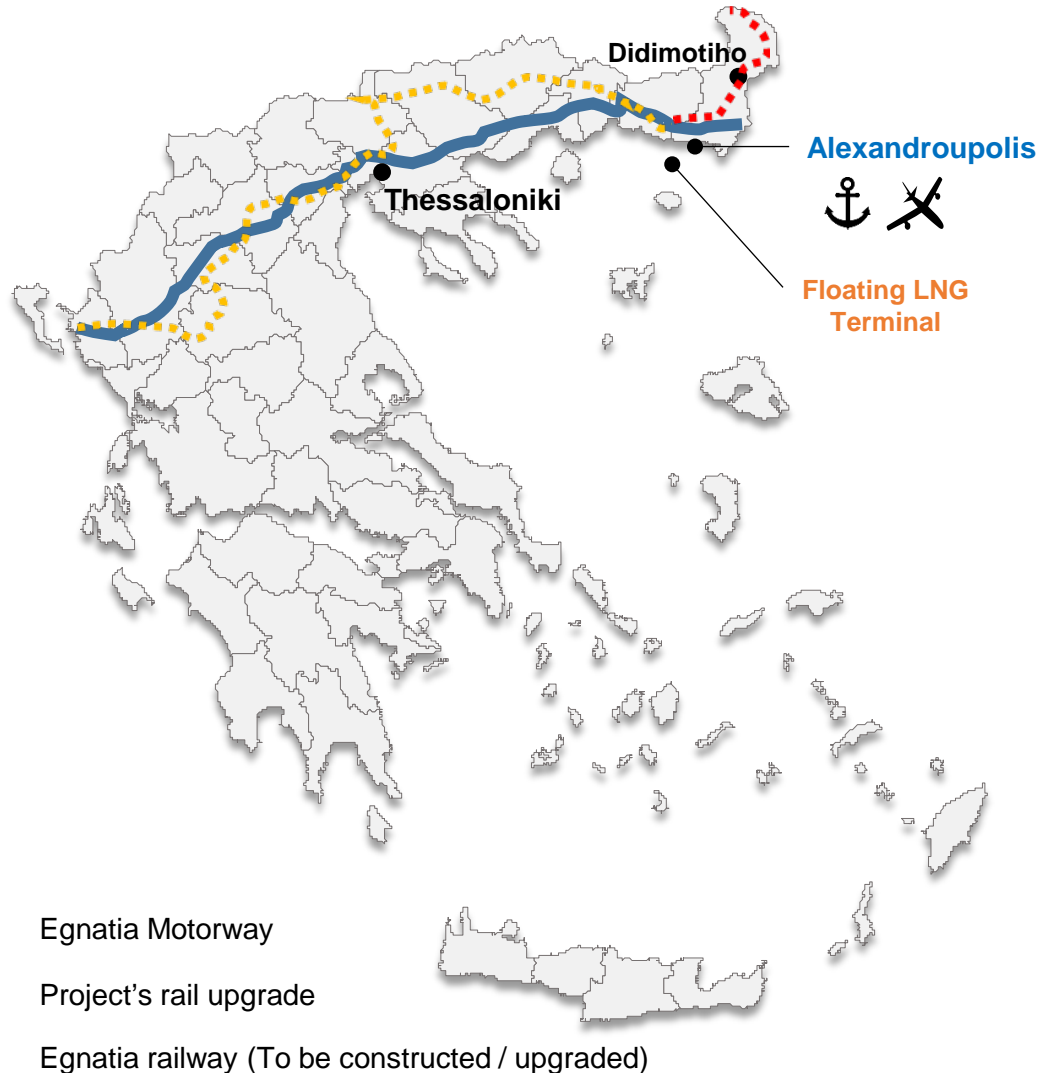 Didimotiho
Alexandroupolis
Thessaloniki
Floating LNG
Terminal
Egnatia Motorway
Project’s rail upgrade
Egnatia railway (To be constructed / upgraded)